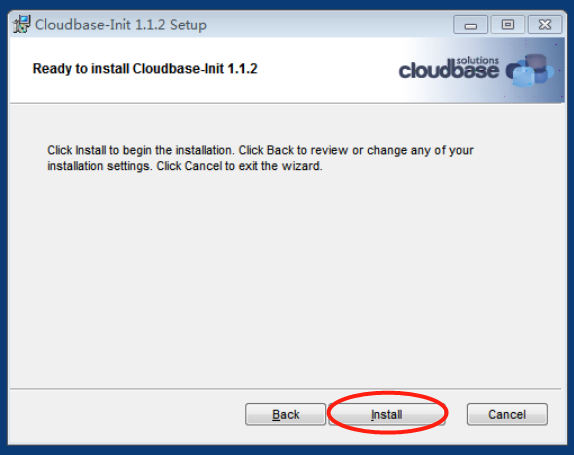 Cloudbase-Init 1.1.2 Setup
Ready to install Cloudbase-Init 1.1.2
solutions
cloudbase
Click Install to begin the installation. Click Back to review or change any of your
installation settings. Click Cancel to exit the wizard.
Back
Install
Cancel